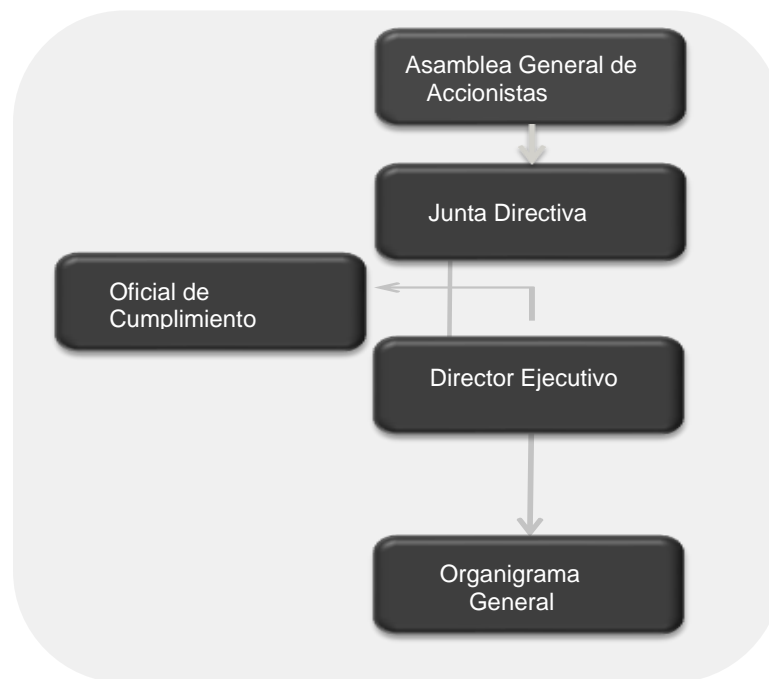 Asamblea General de
Accionistas
Junta Directiva
Oficial de
Cumplimiento
Director Ejecutivo
Organigrama
General